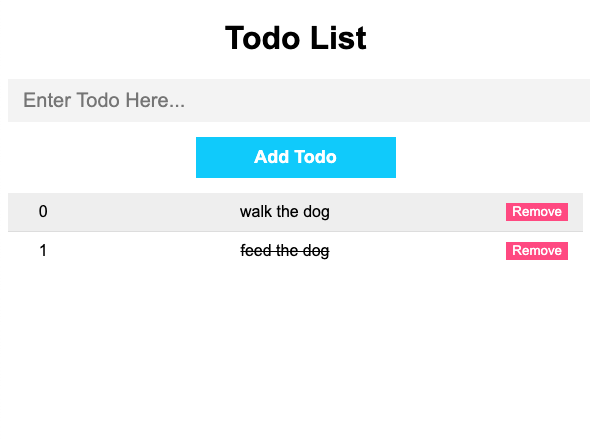 Todo List
Enter Todo Here...
Add Todo
0 walk the dog Remove
1 feed the dog Remove